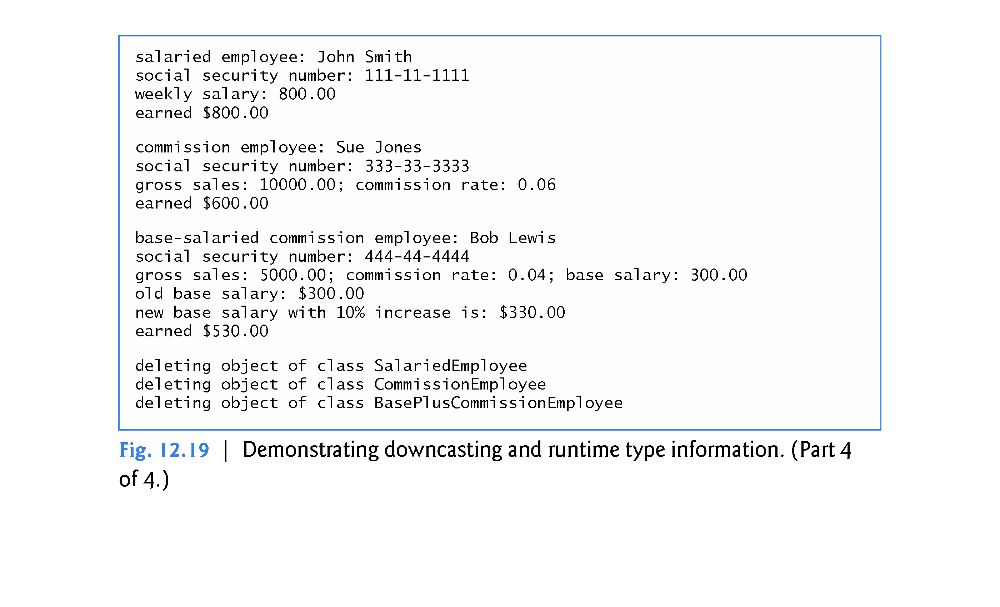 salaried employee: John Smith
social security number: 111-11-1111
weekly salary: 800.00
earned $800.00
commission employee: Sue Jones
social security number: 333-33-3333
gross sales: 10000.00; commission rate: 0.06
earned $600.00
base-salaried commission employee: Bob Lewis
social security number: 444-44-4444
gross sales: 5000.00; commission rate: 0.04; base salary: 300.00
old base salary: $300.00
new base salary with 10% increase is: $330.00
earned $530.00
deleting object of class SalariedEmployee
deleting object of class CommissionEmployee
deleting object of class BasePlusCommissionEmployee
Fig. 12.19 | Demonstrating downcasting and runtime type information. (Part 4
of 4.)